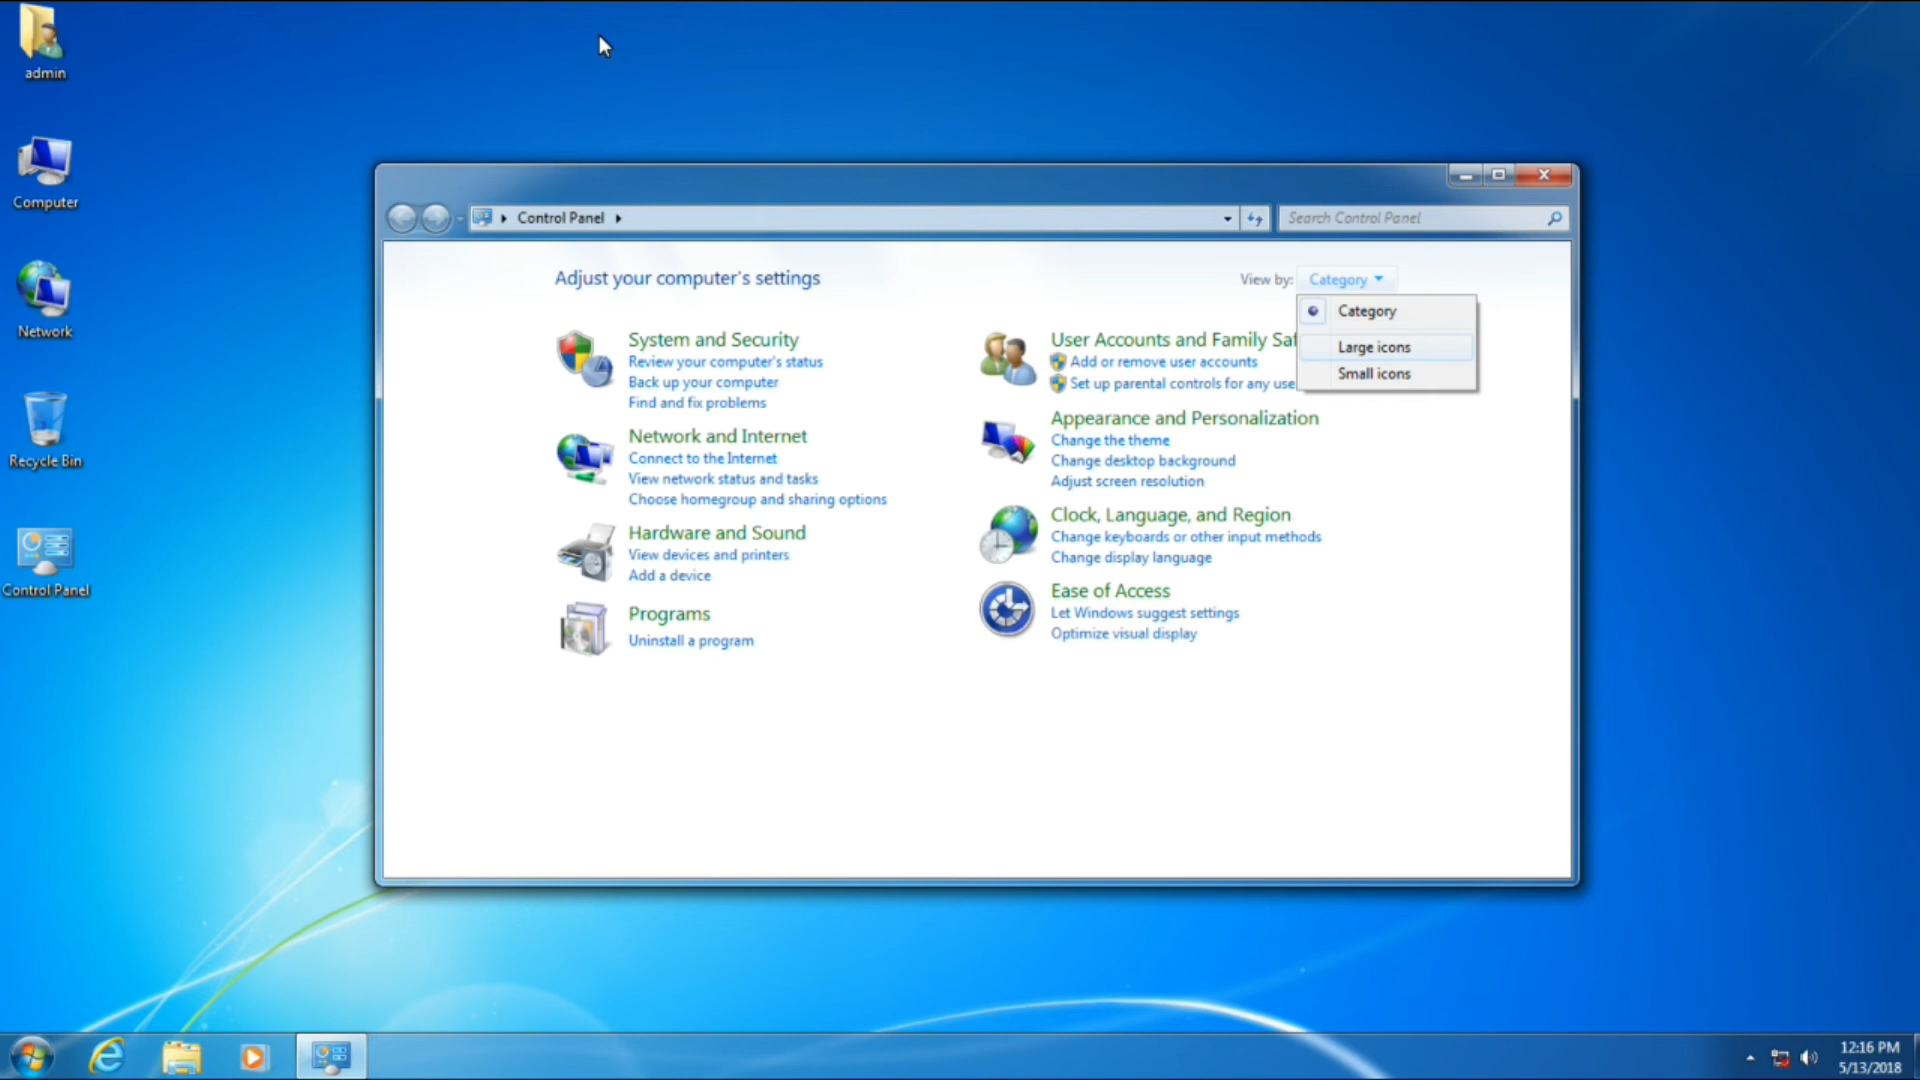 admin
Computer
Network
Recycle Bin
Control Panel
Control Panel
Search Control Panel
Adjust your computer's settings
View by: Category
Category
Large icons
Small icons
System and Security
Review your computer's status
Back up your computer
Find and fix problems
Network and Internet
Connect to the Internet
View network status and tasks
Choose homegroup and sharing options
Hardware and Sound
View devices and printers
Add a device
Programs
Uninstall a program
User Accounts and Family Saf
Add or remove user accounts
Set up parental controls for any use
Appearance and Personalization
Change the theme
Change desktop background
Adjust screen resolution
Clock, Language, and Region
Change keyboards or other input methods
Change display language
Ease of Access
Let Windows suggest settings
Optimize visual display
12:16 PM
5/13/2018